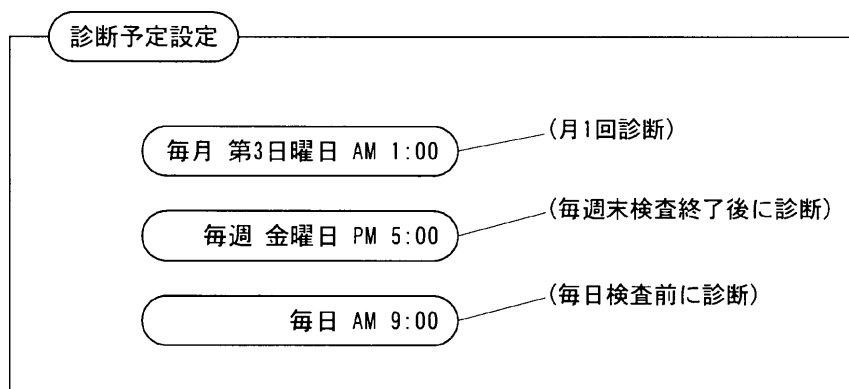 診断予定設定
毎月 第3日曜日 AM 1:00
(月1回診断)
毎週 金曜日 PM 5:00
(毎週末検査終了後に診断)
毎日 AM 9:00
(毎日検査前に診断)